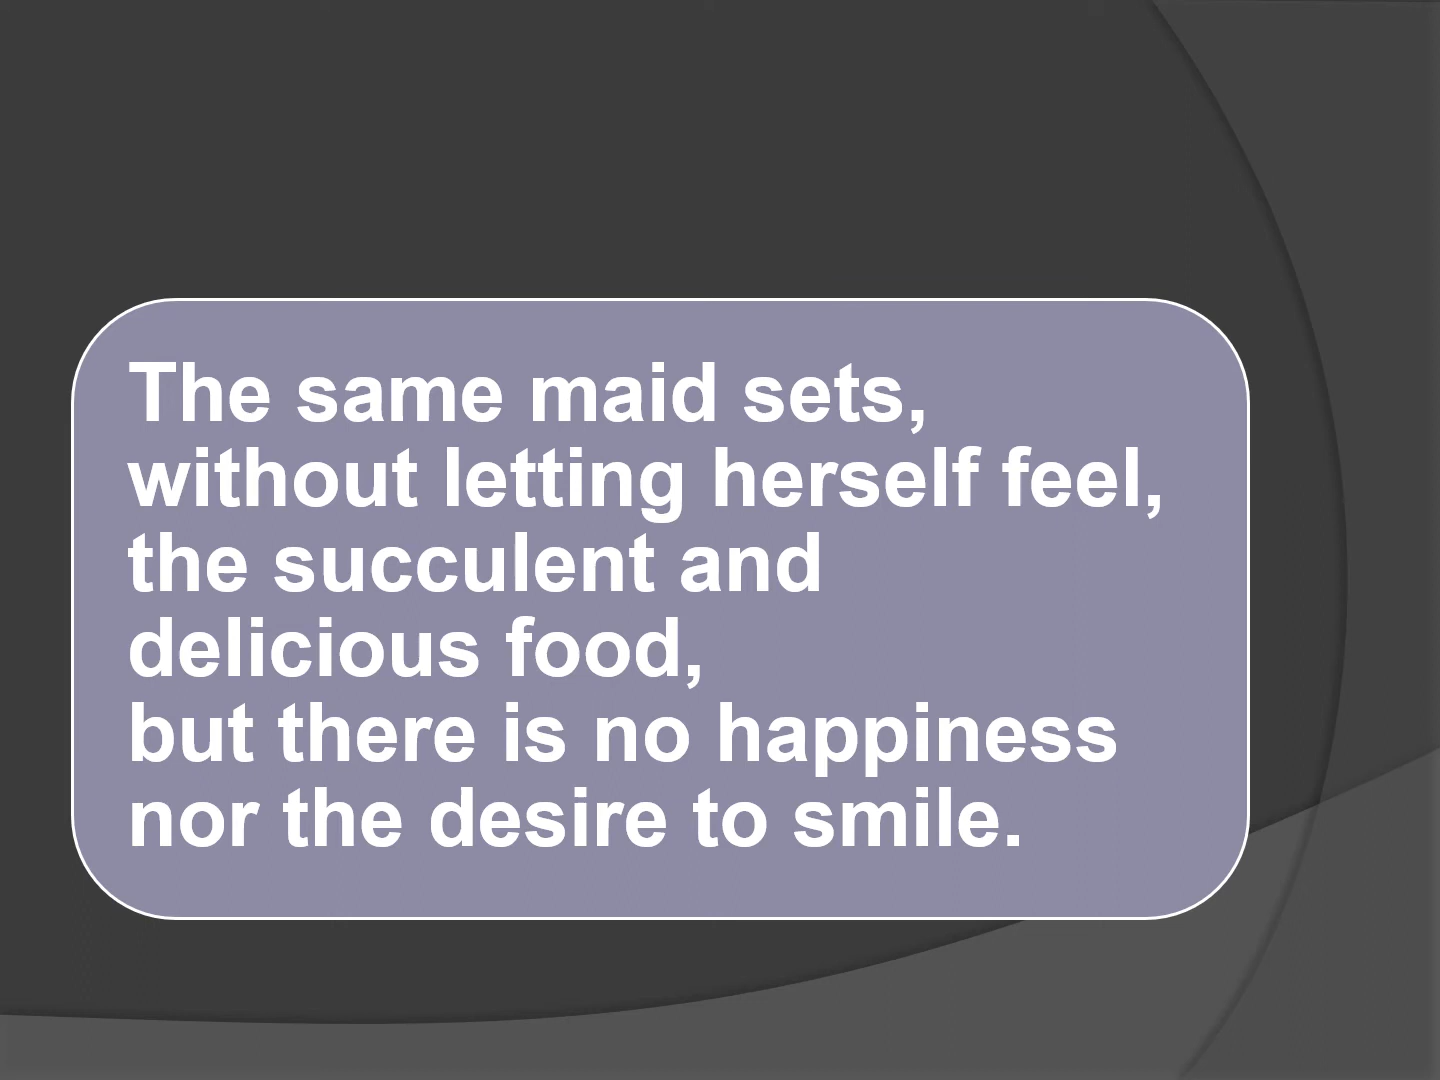 The same maid sets,
without letting herself feel,
the succulent and
delicious food,
but there is no happiness
nor the desire to smile.